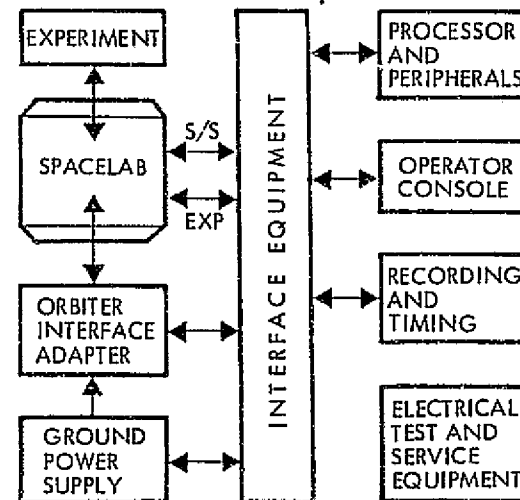 EXPERIMENT
SPACELAB
S/S
EXP
ORBITER
INTERFACE
ADAPTER
GROUND
POWER
SUPPLY
INTERFACE EQUIPMENT
PROCESSOR
AND
PERIPHERALS
OPERATOR
CONSOLE
RECORDING
AND
TIMING
ELECTRICAL
TEST AND
SERVICE
EQUIPMENT